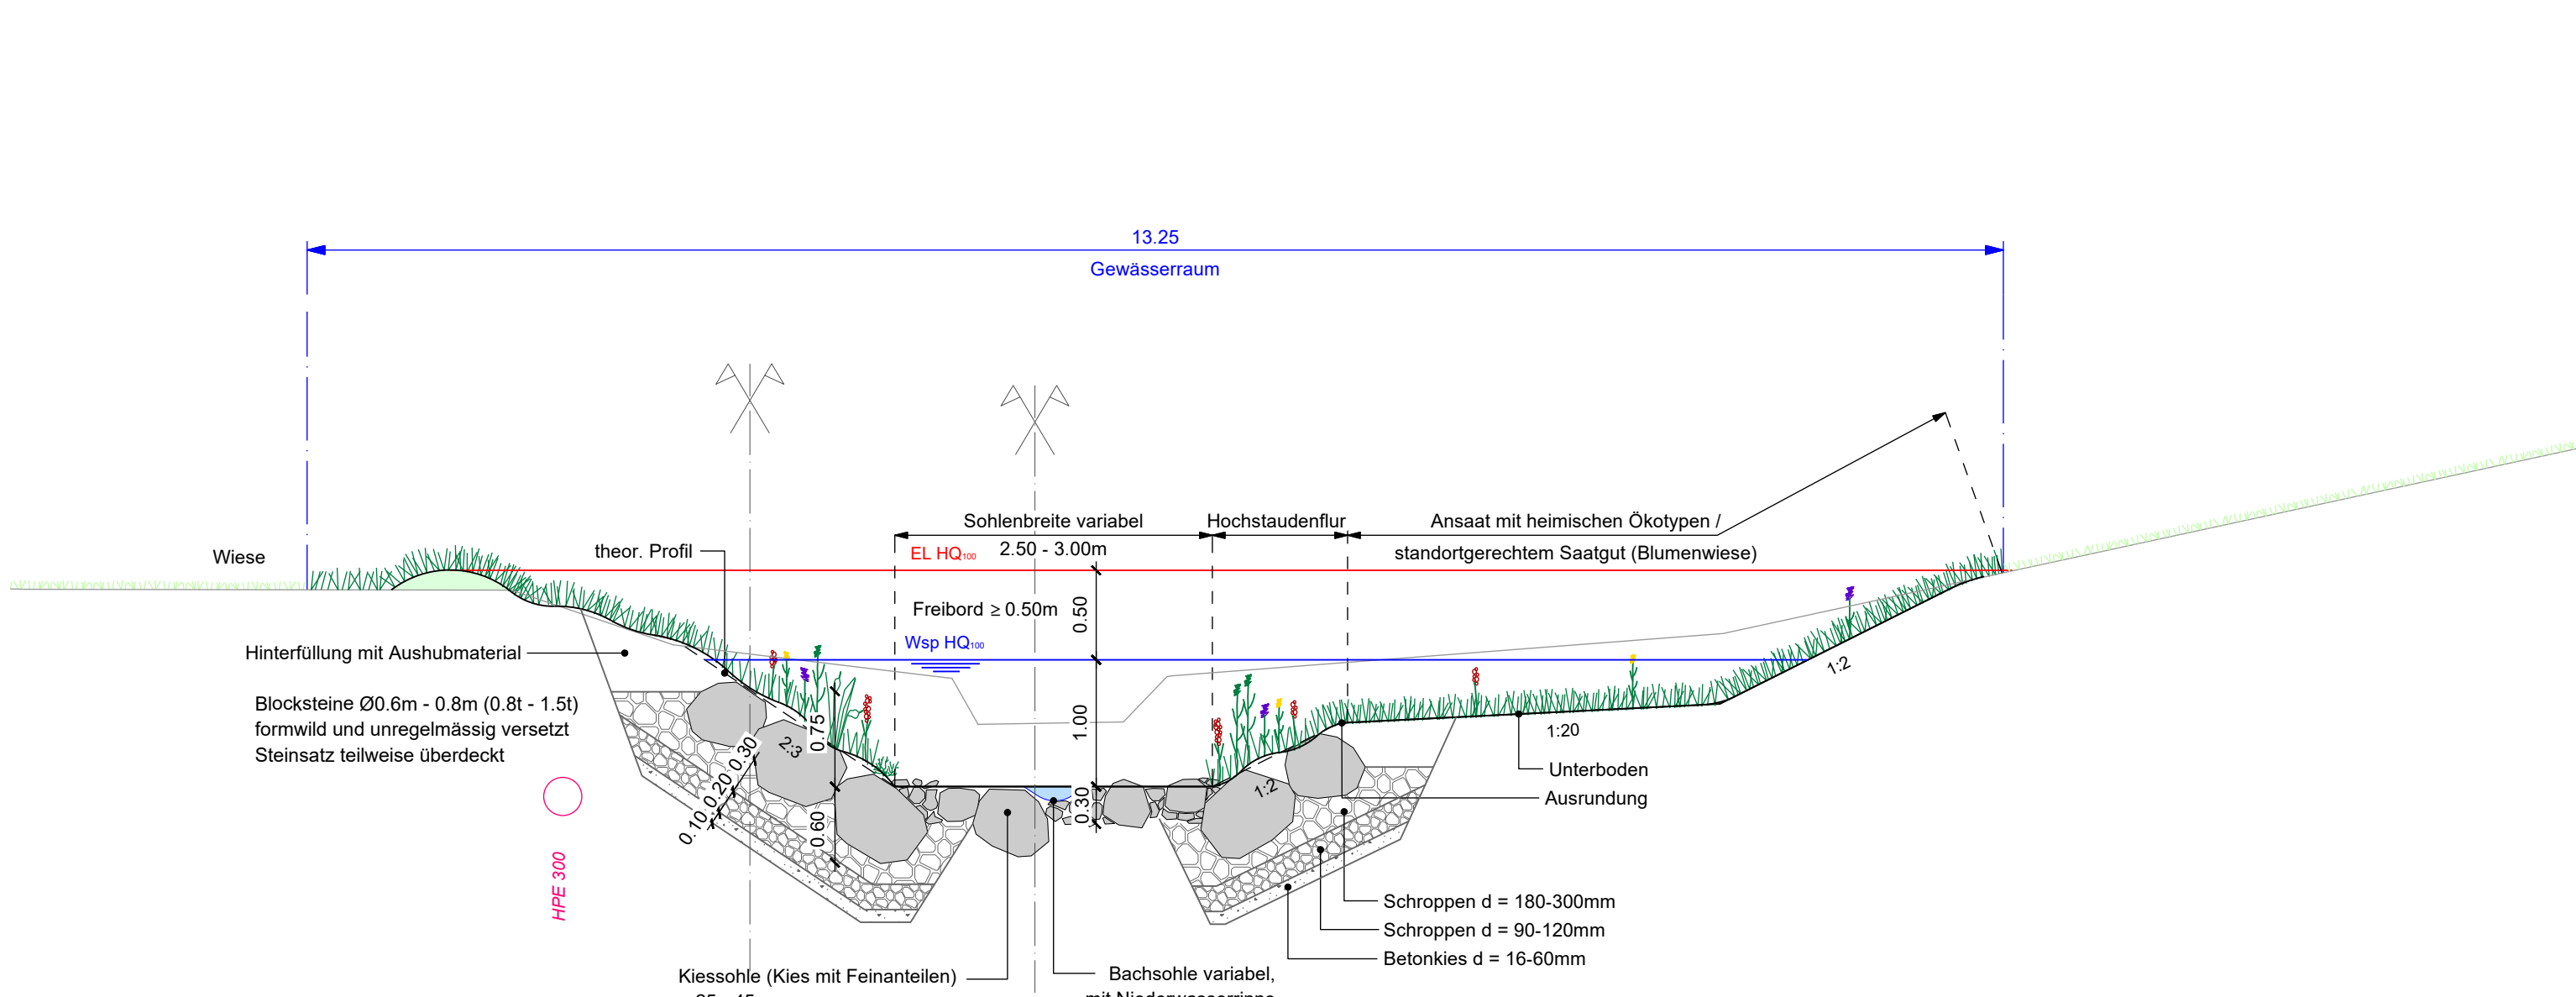 13.25
Gewässerraum
Sohlenbreite variabel
2.50 - 3.00m
Hochstaudenflur
Ansaat mit heimischen Ökotypen /
standortgerechtem Saatgut (Blumenwiese)
Wiese
theor. Profil
EL HQ100
Freibord ≥ 0.50m
0.50
Wsp HQ100
Hinterfüllung mit Aushubmaterial
Blocksteine Ø0.6m - 0.8m (0.8t - 1.5t)
formwild und unregelmässig versetzt
Steinsatz teilweise überdeckt
1:2
0.75
1.00
1:20
2:3
0.30
0.20
0.10
0.60
0.30
1:2
Unterboden
Ausrundung
HPE 300
Schroppen d = 180-300mm
Schroppen d = 90-120mm
Betonkies d = 16-60mm
Kiessohle (Kies mit Feinanteilen)
Bachsohle variabel,
mit Niederwasserrinne